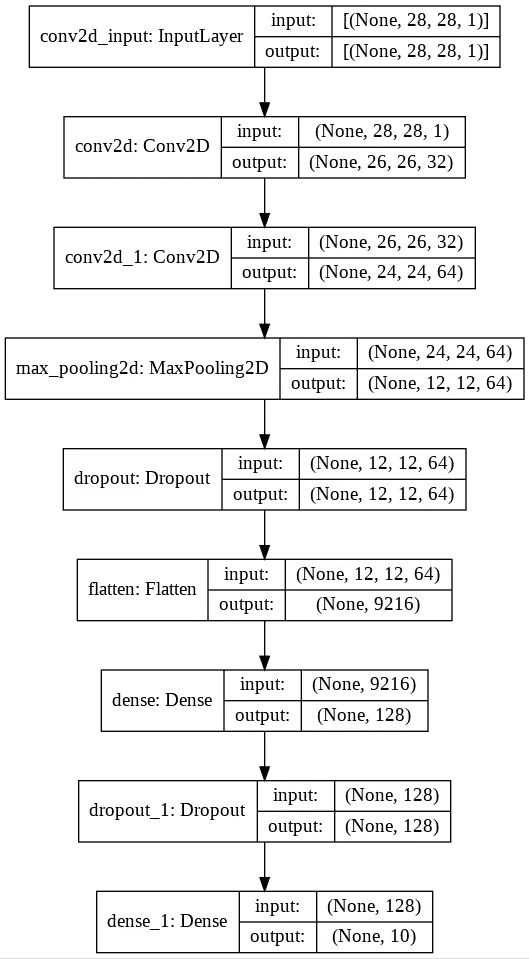 conv2d_input: InputLayer
input: [(None, 28, 28, 1)]
output: [(None, 28, 28, 1)]
conv2d: Conv2D
input: (None, 28, 28, 1)
output: (None, 26, 26, 32)
conv2d_1: Conv2D
input: (None, 26, 26, 32)
output: (None, 24, 24, 64)
max_pooling2d: MaxPooling2D
input: (None, 24, 24, 64)
output: (None, 12, 12, 64)
dropout: Dropout
input: (None, 12, 12, 64)
output: (None, 12, 12, 64)
flatten: Flatten
input: (None, 12, 12, 64)
output: (None, 9216)
dense: Dense
input: (None, 9216)
output: (None, 128)
dropout_1: Dropout
input: (None, 128)
output: (None, 128)
dense_1: Dense
input: (None, 128)
output: (None, 10)